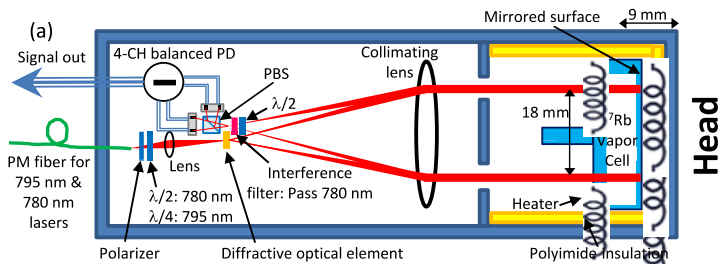 (a)
Signal out
4-CH balanced PD
PBS
λ/2
Collimating
lens
Mirrored surface
9 mm
PM fiber for
795 nm &
780 nm
lasers
Lens
λ/2: 780 nm
λ/4: 795 nm
Interference
filter: Pass 780 nm
18 mm
7Rb
Vapor
Cell
Head
Heater
Polarizer
Diffractive optical element
Polyimide Insulation